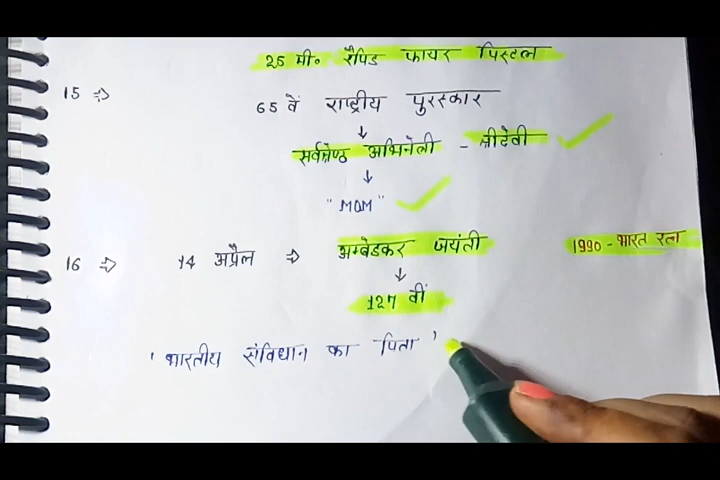 25 मी॰ रैपिड फायर पिस्टल
15 ⇒ 65 वें राष्ट्रीय पुरस्कार
↓
सर्वश्रेष्ठ अभिनेत्री - श्रीदेवी
↓
"MOM"
16 ⇒ 14 अप्रैल ⇒ अम्बेडकर जयंती 1990 - भारत रत्न
↓
127 वीं
'भारतीय संविधान का पिता'